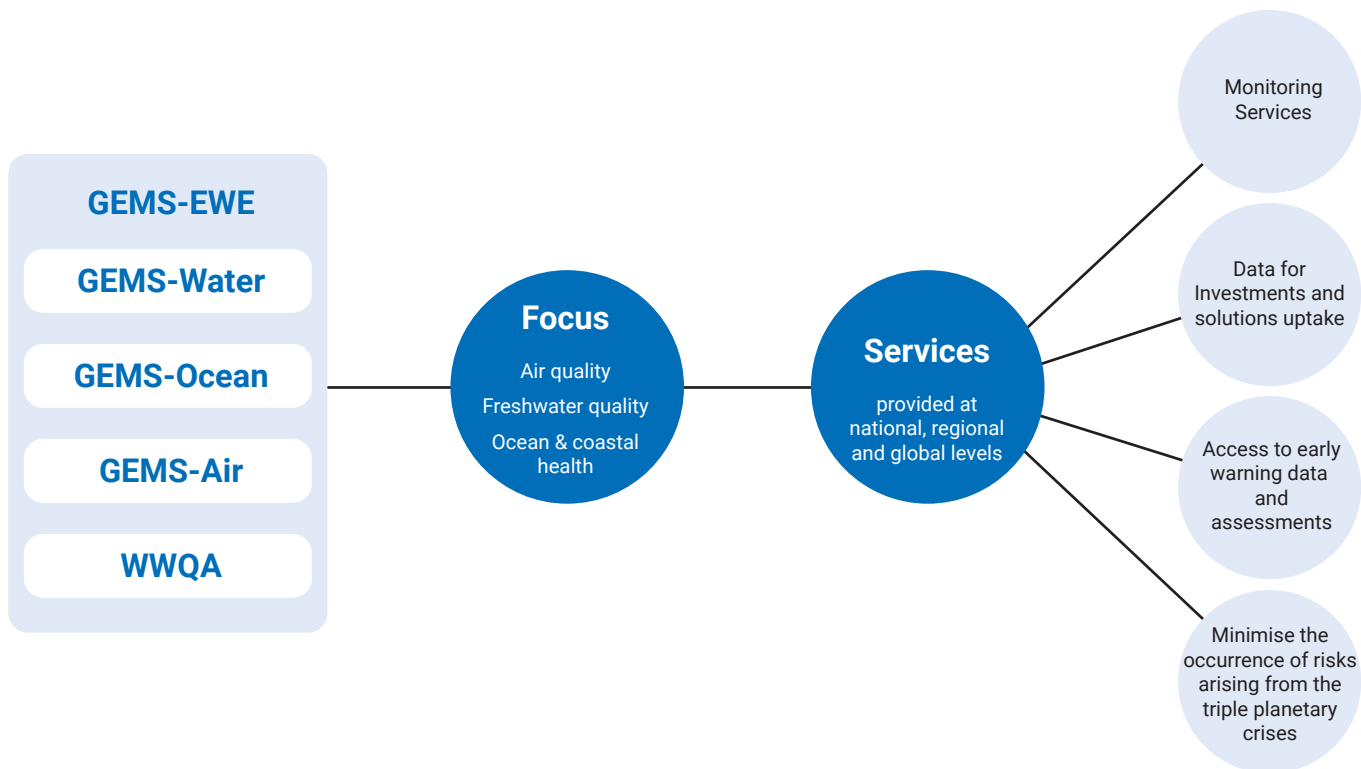 GEMS-EWE
GEMS-Water
GEMS-Ocean
GEMS-Air
WWQA
Focus
Air quality
Freshwater quality
Ocean & coastal
health
Services
provided at
national, regional
and global levels
Monitoring
Services
Data for
Investments and
solutions uptake
Access to early
warning data
and
assessments
Minimise the
occurrence of risks
arising from the
triple planetary
crises